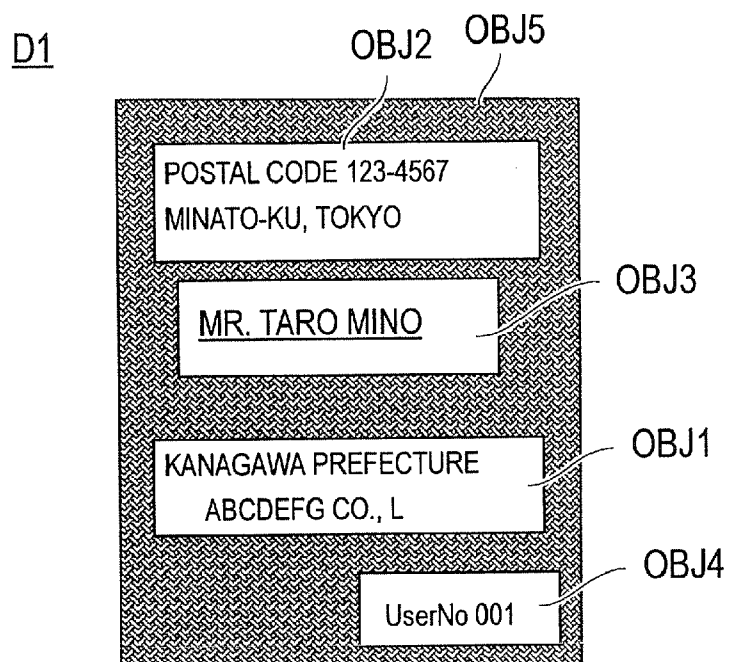 D1
OBJ2
OBJ5
POSTAL CODE 123-4567
MINATO-KU, TOKYO
OBJ3
MR. TARO MINO
OBJ1
KANAGAWA PREFECTURE
ABCDEFG CO., L
OBJ4
UserNo 001